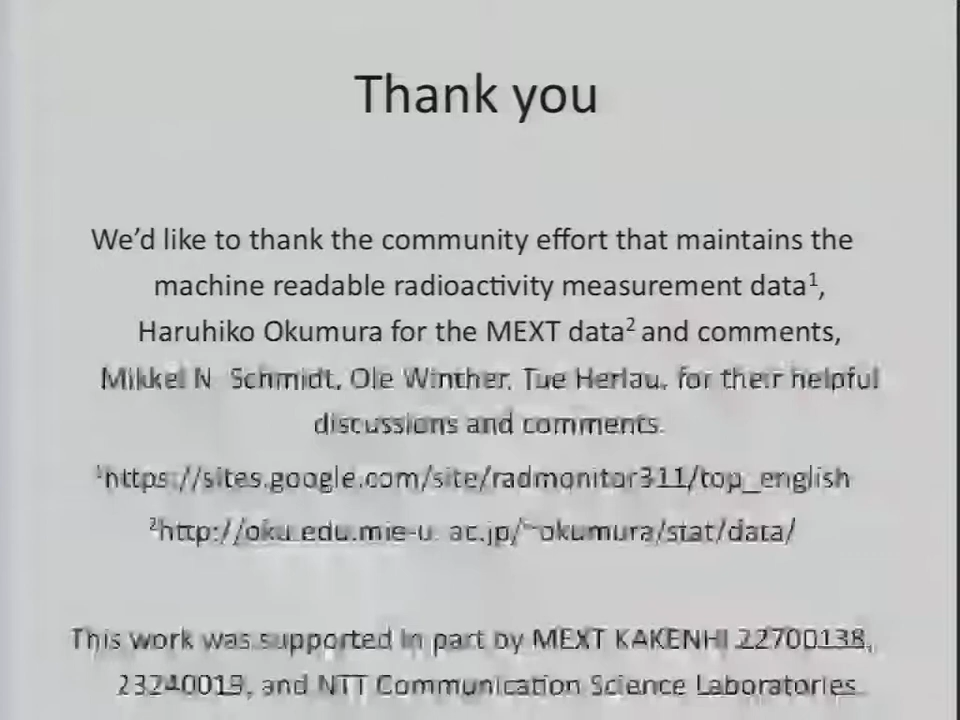 Thank you
We'd like to thank the community effort that maintains the
machine readable radioactivity measurement data¹,
Haruhiko Okumura for the MEXT data² and comments,
Mikkel N. Schmidt, Ole Winther, Tue Herlau, for their helpful
discussions and comments.
¹https://sites.google.com/site/radmonitor311/top_english
²http://oku.edu.mie-u.ac.jp/~okumura/stat/data/
This work was supported in part by MEXT KAKENHI 22700138,
23240019, and NTT Communication Science Laboratories.